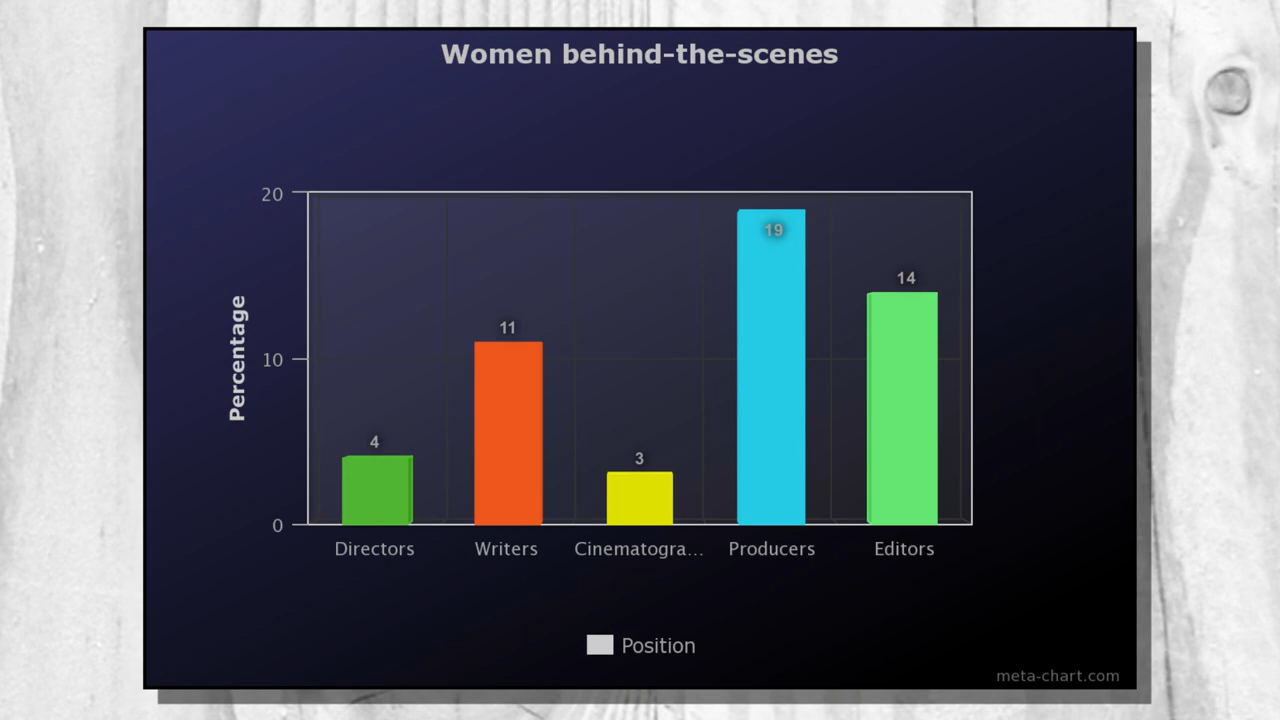 Women behind-the-scenes
Percentage
20
10
0
4
11
3
19
14
Directors
Writers
Cinematogra...
Producers
Editors
Position
meta-chart.com